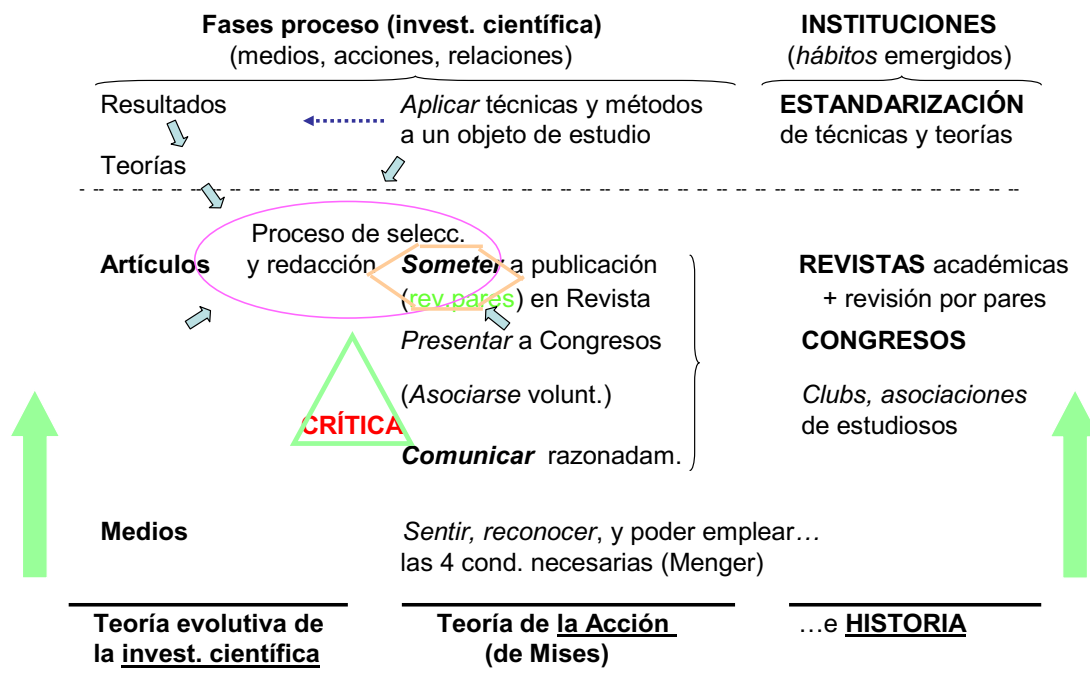 Fases proceso (invest. científica)
(medios, acciones, relaciones)
INSTITUCIONES
(hábitos emergidos)
Resultados
Aplicar técnicas y métodos
a un objeto de estudio
ESTANDARIZACIÓN
de técnicas y teorías
Teorías
Proceso de selecc.
y redacción
Artículos
Someter a publicación
(rev.pares) en Revista
REVISTAS académicas
+ revisión por pares
Presentar a Congresos
CONGRESOS
(Asociarse volunt.)
Clubs, asociaciones
de estudiosos
CRÍTICA
Comunicar razonadam.
Medios
Sentir, reconocer, y poder emplear…
las 4 cond. necesarias (Menger)
Teoría evolutiva de
la invest. científica
Teoría de la Acción
(de Mises)
…e HISTORIA